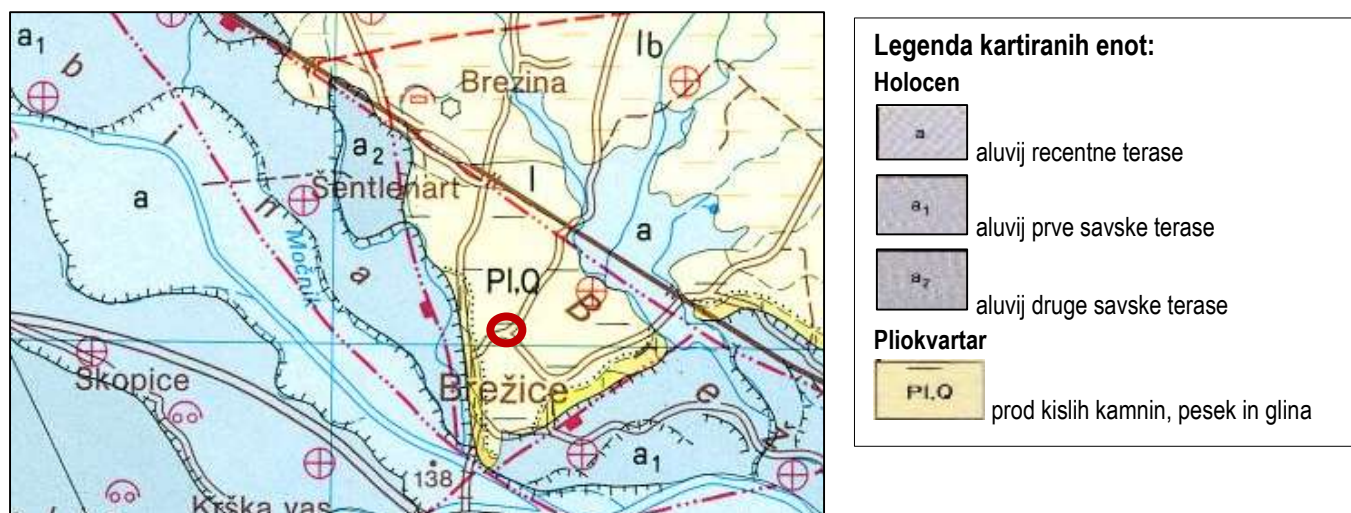 a₁
b
Brezina
Ib
a₂
Šentlenart
I
a
i
n
Močnik
a
a
Pl,Q
B
Skopice
Brežice
e
138
a₁
Krška vas
Legenda kartiranih enot:
Holocen
a aluvij recentne terase
a₁ aluvij prve savske terase
a₂ aluvij druge savske terase
Pliokvartar
Pl,Q prod kislih kamnin, pesek in glina